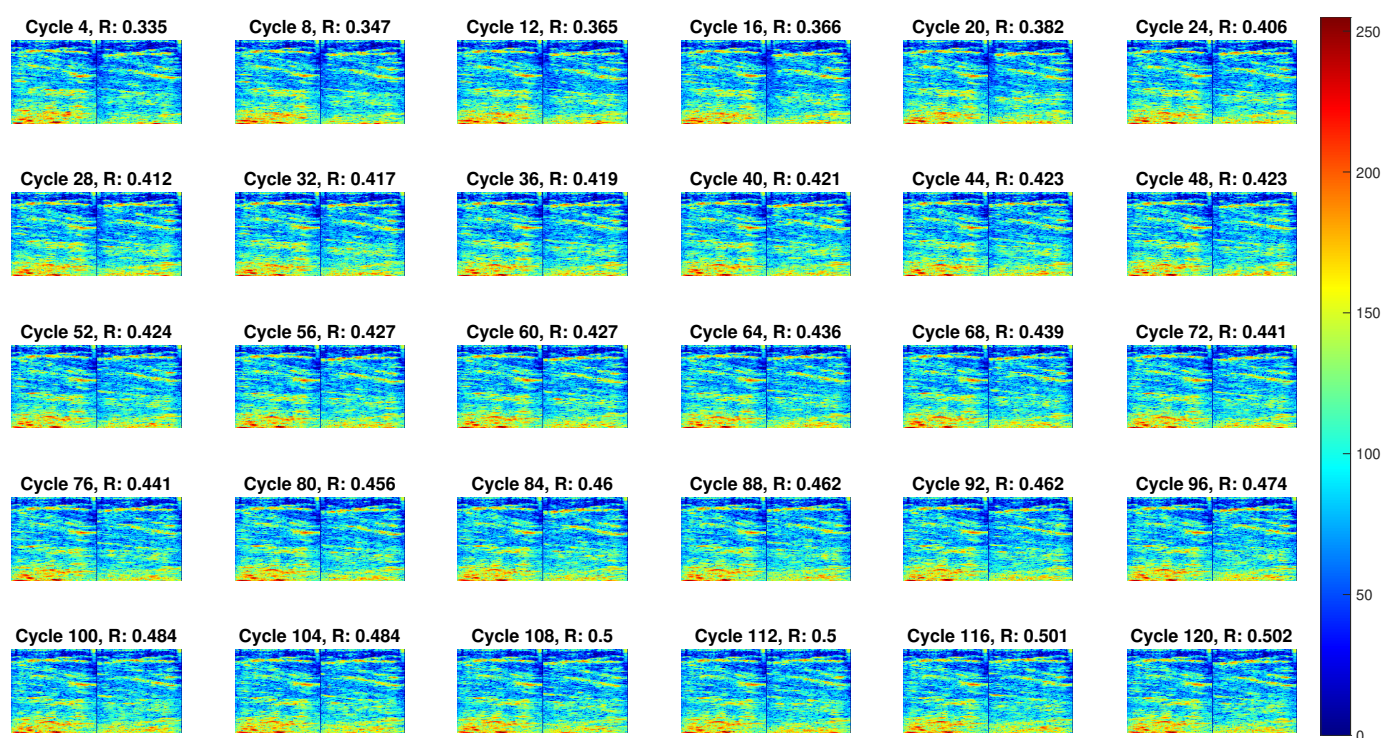 Cycle 4, R: 0.335
Cycle 8, R: 0.347
Cycle 12, R: 0.365
Cycle 16, R: 0.366
Cycle 20, R: 0.382
Cycle 24, R: 0.406
Cycle 28, R: 0.412
Cycle 32, R: 0.417
Cycle 36, R: 0.419
Cycle 40, R: 0.421
Cycle 44, R: 0.423
Cycle 48, R: 0.423
Cycle 52, R: 0.424
Cycle 56, R: 0.427
Cycle 60, R: 0.427
Cycle 64, R: 0.436
Cycle 68, R: 0.439
Cycle 72, R: 0.441
Cycle 76, R: 0.441
Cycle 80, R: 0.456
Cycle 84, R: 0.46
Cycle 88, R: 0.462
Cycle 92, R: 0.462
Cycle 96, R: 0.474
Cycle 100, R: 0.484
Cycle 104, R: 0.484
Cycle 108, R: 0.5
Cycle 112, R: 0.5
Cycle 116, R: 0.501
Cycle 120, R: 0.502
250
200
150
100
50
0